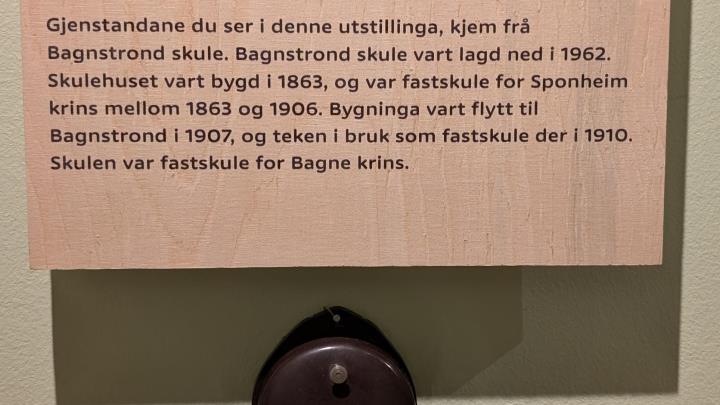 Gjenstandane du ser i denne utstillinga, kjem frå
Bagnstrond skule. Bagnstrond skule vart lagd ned i 1962.
Skulehuset vart bygd i 1863, og var fastskule for Sponheim
krins mellom 1863 og 1906. Bygninga vart flytt til
Bagnstrond i 1907, og teken i bruk som fastskule der i 1910.
Skulen var fastskule for Bagne krins.